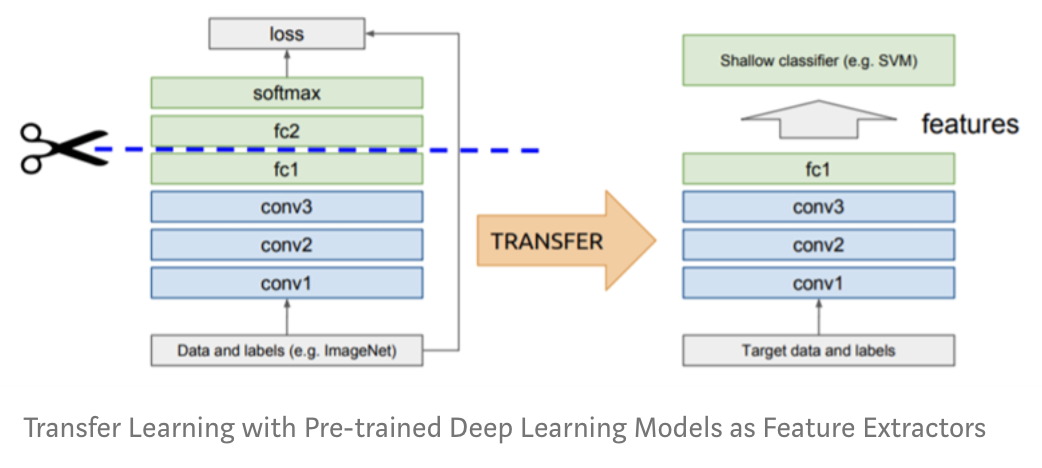 loss
softmax
fc2
fc1
conv3
conv2
conv1
Data and labels (e.g. ImageNet)
TRANSFER
Shallow classifier (e.g. SVM)
features
fc1
conv3
conv2
conv1
Target data and labels
Transfer Learning with Pre-trained Deep Learning Models as Feature Extractors